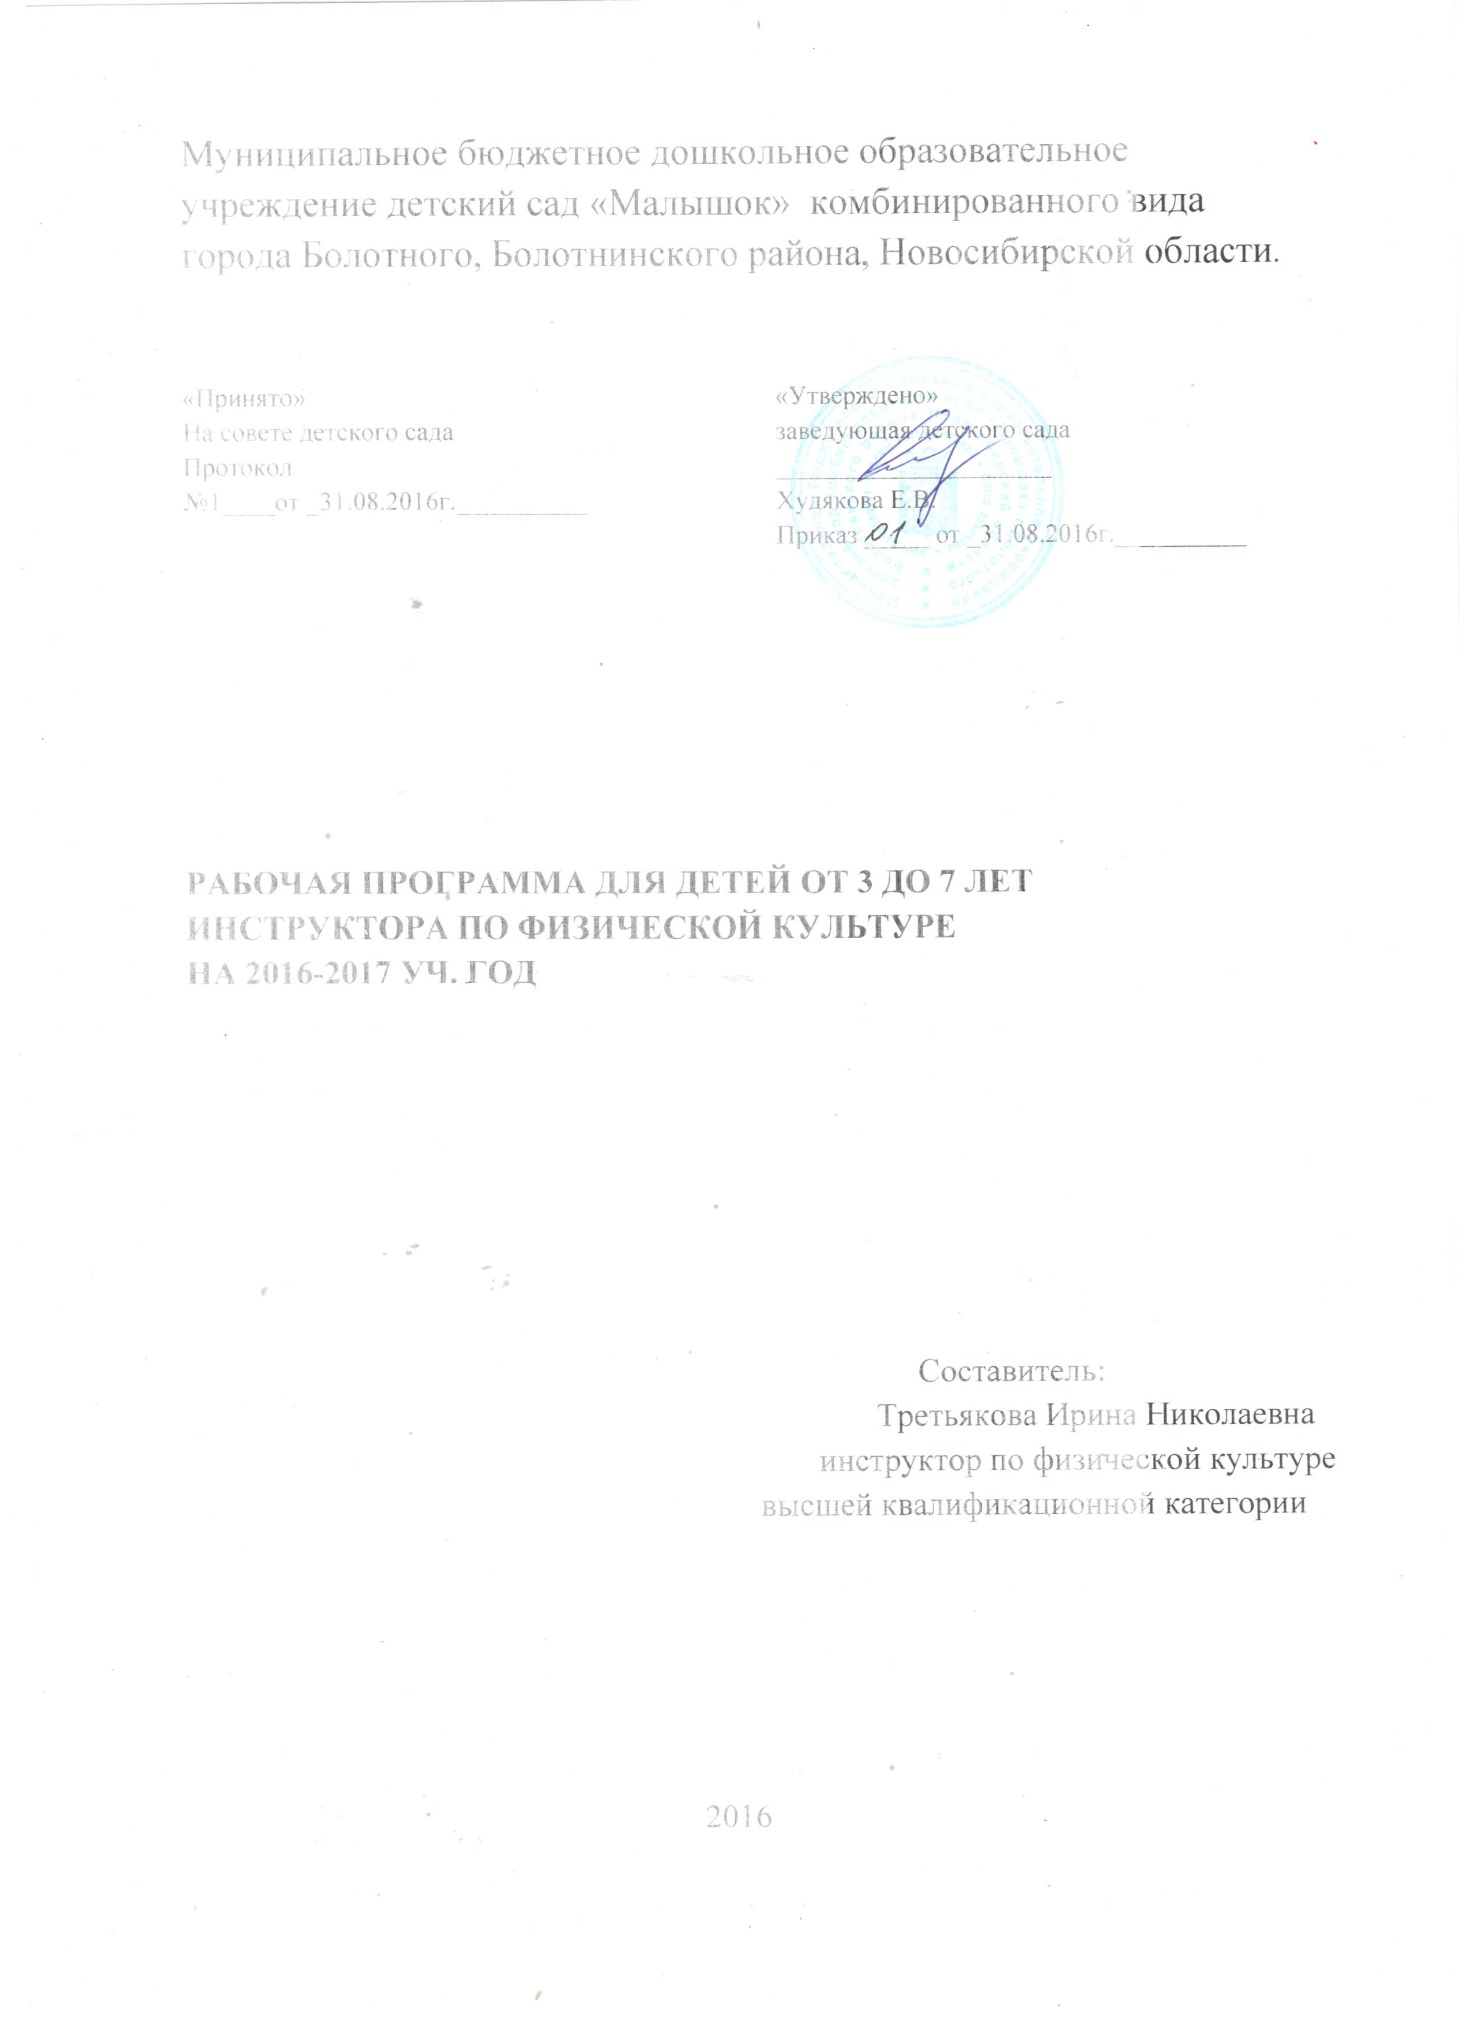 Муниципальное бюджетное дошкольное образовательное
учреждение детский сад «Малышок» комбинированного вида
города Болотного, Болотнинского района, Новосибирской области.
«Принято»
На совете детского сада
Протокол
№1____от _31.08.2016г.__________
«Утверждено»
заведующая детского сада
_____________________
Худякова Е.В.
Приказ 01 от _31.08.2016г.__________
РАБОЧАЯ ПРОГРАММА ДЛЯ ДЕТЕЙ ОТ 3 ДО 7 ЛЕТ
ИНСТРУКТОРА ПО ФИЗИЧЕСКОЙ КУЛЬТУРЕ
НА 2016-2017 УЧ. ГОД
Составитель:
Третьякова Ирина Николаевна
инструктор по физической культуре
высшей квалификационной категории
2016